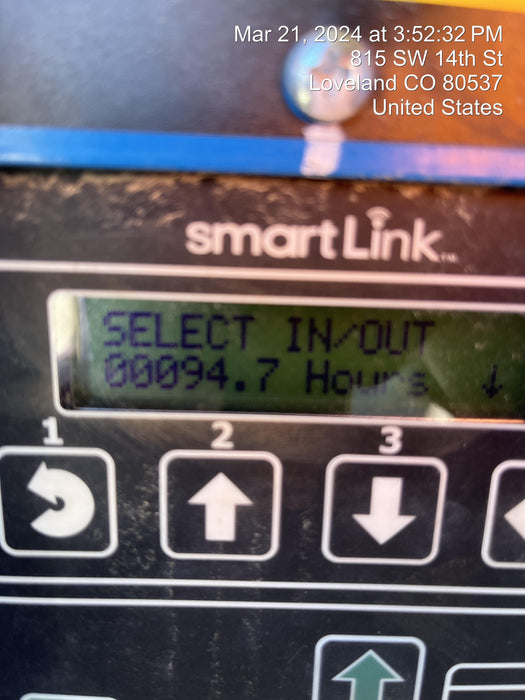 Mar 21, 2024 at 3:52:32 PM
815 SW 14th St
Loveland CO 80537
United States
smartLink™
SELECT IN/OUT
00094.7 Hours ↓
1 2 3